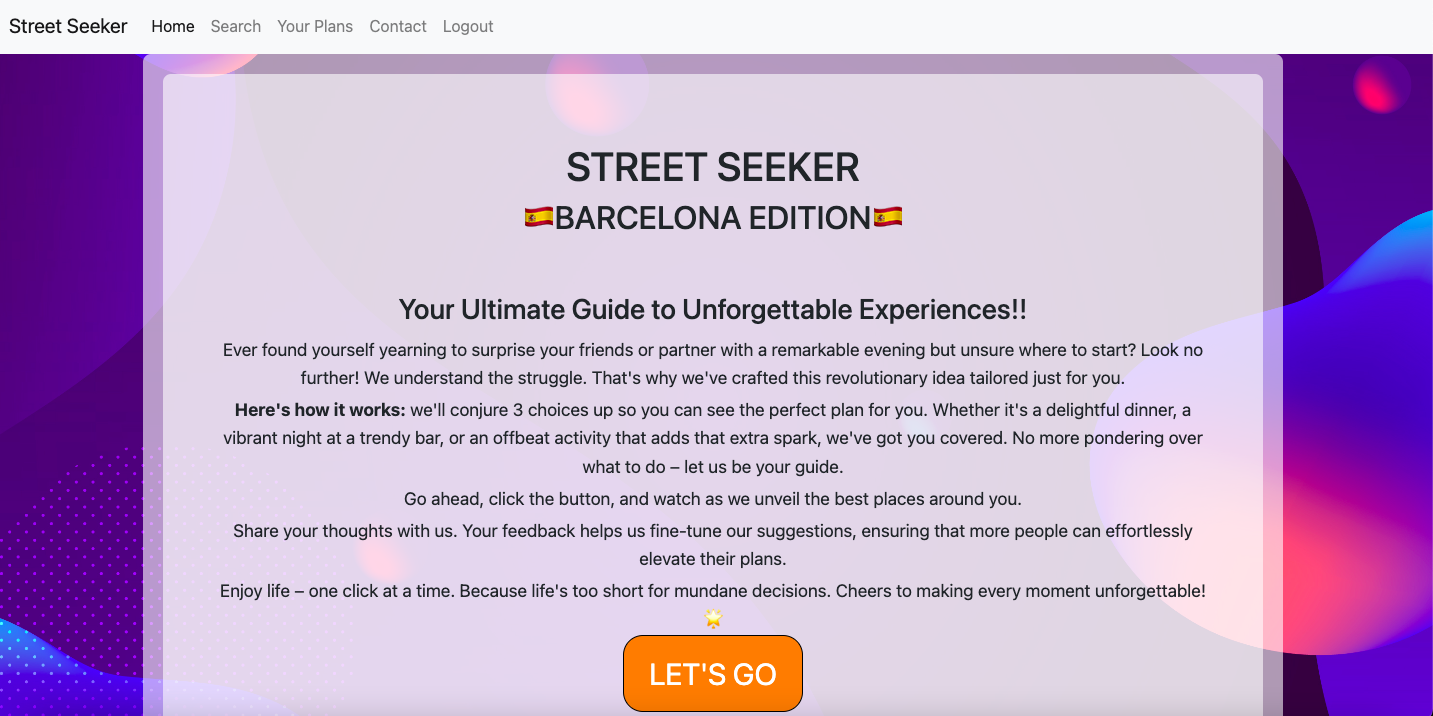 Street Seeker Home Search Your Plans Contact Logout
STREET SEEKER
🇪🇸BARCELONA EDITION🇪🇸
Your Ultimate Guide to Unforgettable Experiences!!
Ever found yourself yearning to surprise your friends or partner with a remarkable evening but unsure where to start? Look no
further! We understand the struggle. That's why we've crafted this revolutionary idea tailored just for you.
Here's how it works: we'll conjure 3 choices up so you can see the perfect plan for you. Whether it's a delightful dinner, a
vibrant night at a trendy bar, or an offbeat activity that adds that extra spark, we've got you covered. No more pondering over
what to do – let us be your guide.
Go ahead, click the button, and watch as we unveil the best places around you.
Share your thoughts with us. Your feedback helps us fine-tune our suggestions, ensuring that more people can effortlessly
elevate their plans.
Enjoy life – one click at a time. Because life's too short for mundane decisions. Cheers to making every moment unforgettable!
🌟
LET'S GO